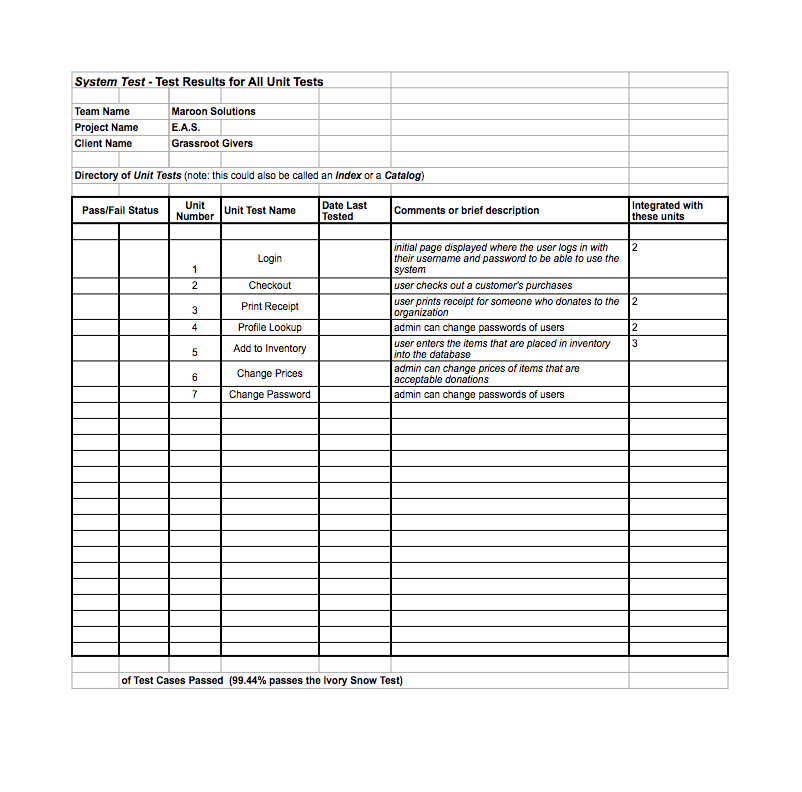 System Test - Test Results for All Unit Tests
Team Name Maroon Solutions
Project Name E.A.S.
Client Name Grassroot Givers
Directory of Unit Tests (note: this could also be called an Index or a Catalog)
Pass/Fail Status Unit Number Unit Test Name Date Last Tested Comments or brief description Integrated with these units
1 Login initial page displayed where the user logs in with their username and password to be able to use the system 2
2 Checkout user checks out a customer's purchases
3 Print Receipt user prints receipt for someone who donates to the organization 2
4 Profile Lookup admin can change passwords of users 2
5 Add to Inventory user enters the items that are placed in inventory into the database 3
6 Change Prices admin can change prices of items that are acceptable donations
7 Change Password admin can change passwords of users
of Test Cases Passed (99.44% passes the Ivory Snow Test)